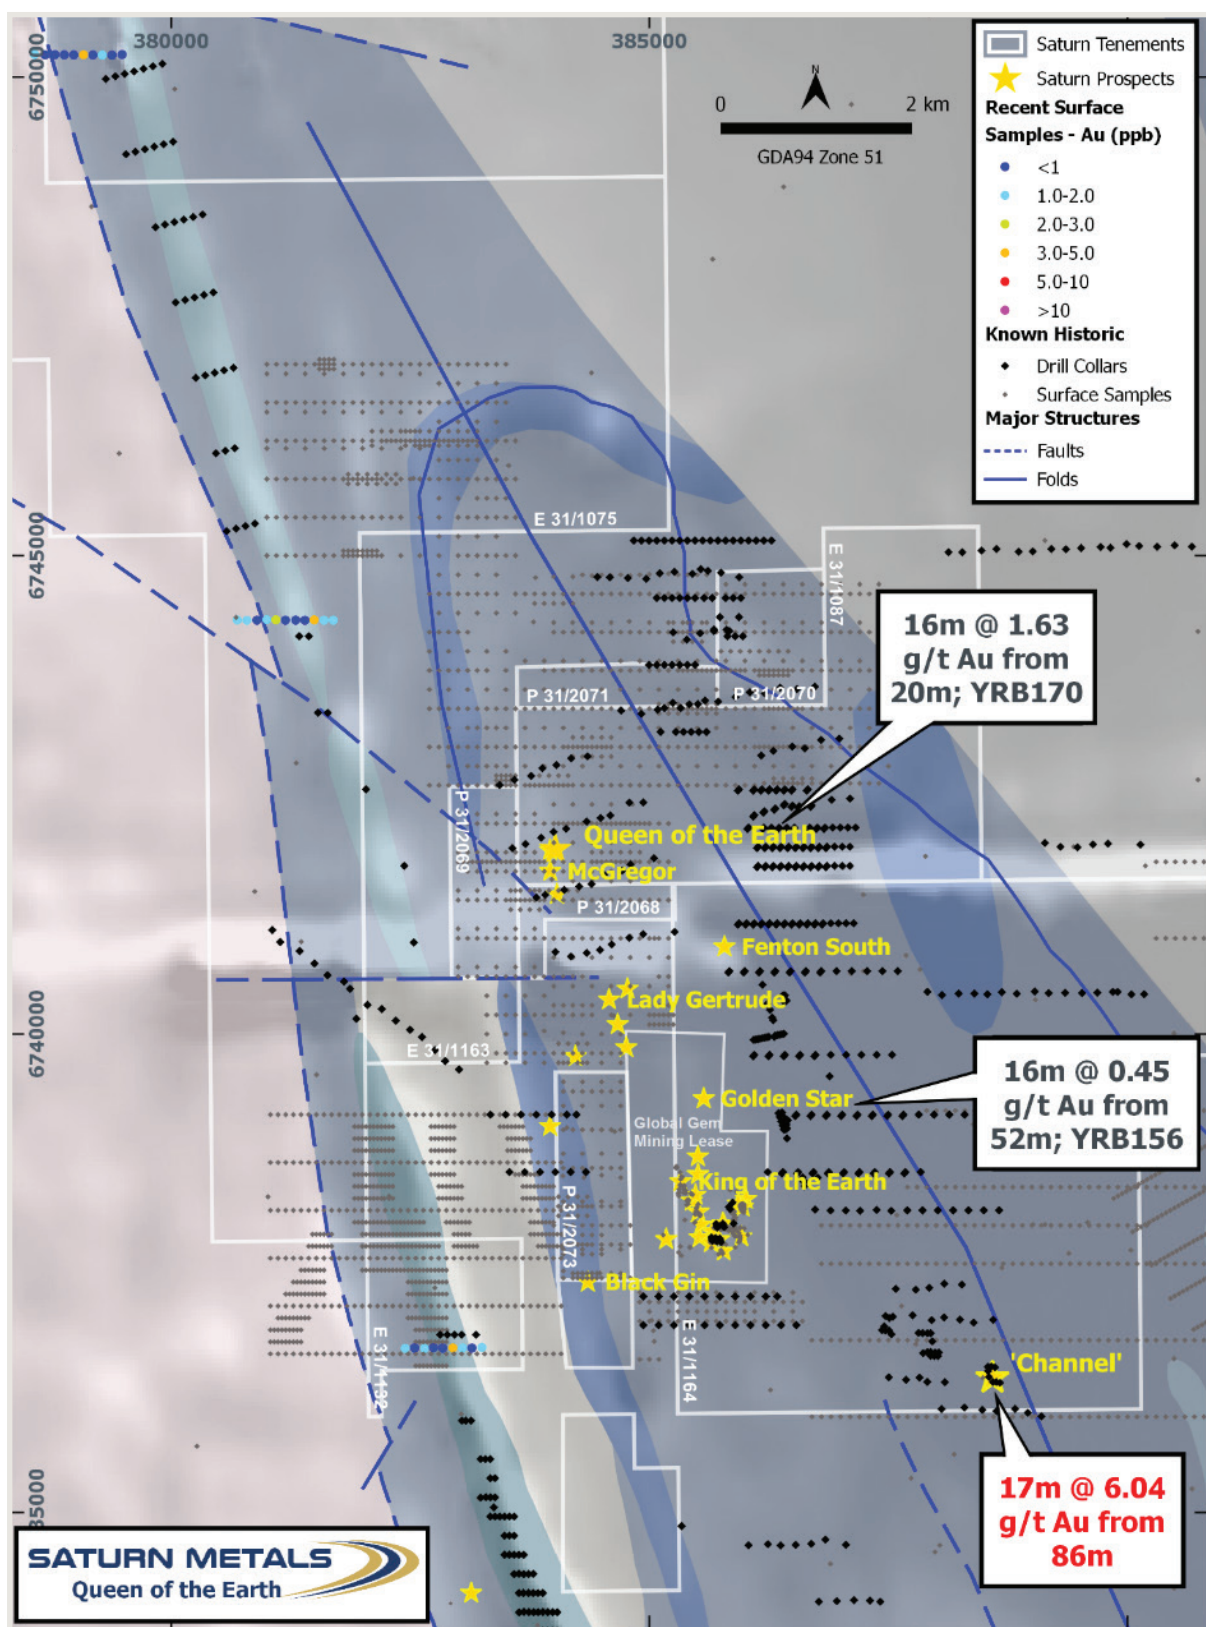 380000
385000
6750000
6745000
6740000
85000
N
0
2 km
GDA94 Zone 51
Saturn Tenements
Saturn Prospects
Recent Surface
Samples - Au (ppb)
<1
1.0-2.0
2.0-3.0
3.0-5.0
5.0-10
>10
Known Historic
Drill Collars
Surface Samples
Major Structures
Faults
Folds
E 31/1075
E 31/1087
16m @ 1.63
g/t Au from
20m; YRB170
P 31/2071
P 31/2070
P 31/2069
Queen of the Earth
McGregor
P 31/2068
Fenton South
Lady Gertrude
E 31/1163
Golden Star
16m @ 0.45
g/t Au from
52m; YRB156
Global Gem
Mining Lease
King of the Earth
P 31/2073
Black Gin
E 31/1132
E 31/1164
'Channel'
17m @ 6.04
g/t Au from
86m
SATURN METALS
Queen of the Earth